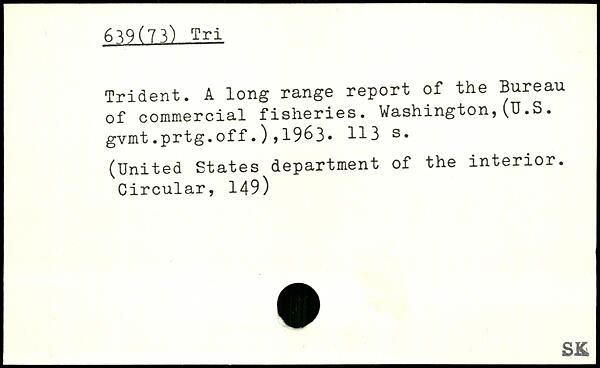 639(73) Tri
Trident. A long range report of the Bureau
of commercial fisheries. Washington,(U.S.
gvmt.prtg.off.),1963. 113 s.
(United States department of the interior.
Circular, 149)
SK